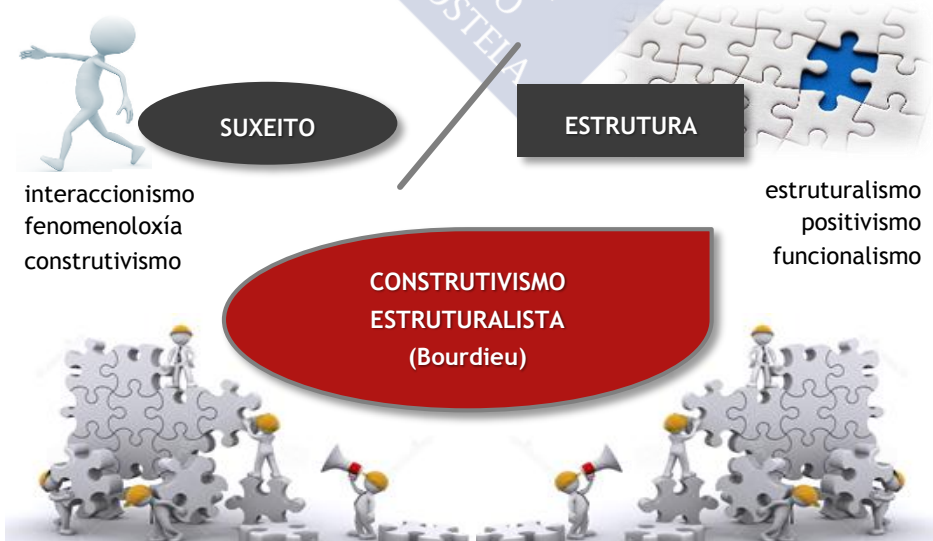 SUXEITO
ESTRUTURA
interaccionismo
fenomenoloxía
construtivismo
estruturalismo
positivismo
funcionalismo
CONSTRUTIVISMO
ESTRUTURALISTA
(Bourdieu)